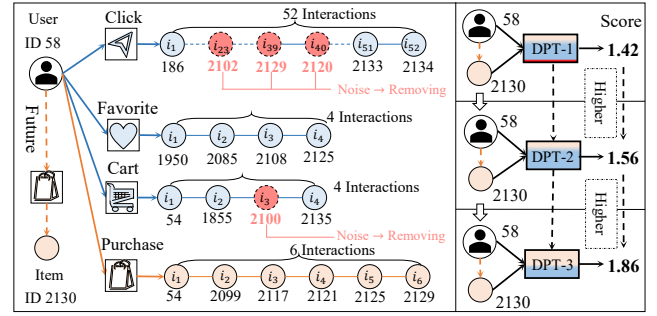 User
ID 58
Click
52 Interactions
i1 i23 i39 i40 i51 i52
186 2102 2129 2120 2133 2134
Noise → Removing
Future
Favorite
4 Interactions
i1 i2 i3 i4
1950 2085 2108 2125
Cart
4 Interactions
i1 i2 i3 i4
54 1855 2100 2135
Noise → Removing
Purchase
6 Interactions
i1 i2 i3 i4 i5 i6
54 2099 2117 2121 2125 2129
Item
ID 2130
Score
58
DPT-1 1.42
2130
Higher
58
DPT-2 1.56
2130
Higher
58
DPT-3 1.86
2130